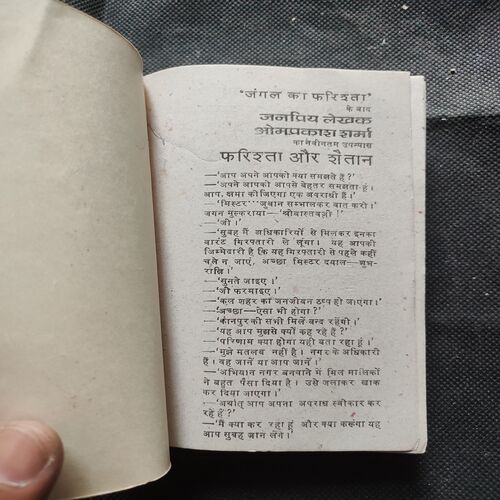 'जंगल का फरिश्ता'
के बाद
जनप्रिय लेखक
ओमप्रकाश शर्मा
का नवीनतम उपन्यास
फरिश्ता और शैतान
—'आप अपने आपको क्या समझते हैं ?'
—'अपने आपको आपसे बेहतर समझता हूं ।
आप, क्षमा कीजिएगा एक अपराधी हैं ।'
—'मिस्टर···जुबान सम्भालकर बात करो ।'
जगन मुस्कराया—'श्रीवास्तवजी !'
—'जी ।'
—'सुबह मैं अधिकारियों से मिलकर इनका
वारंट गिरफ्तारी ले लूंगा । यह आपकी
जिम्मेदारी है कि यह गिरफ्तारी से पहले कहीं
चले न जाएं, अच्छा मिस्टर दयाल—शुभ-
रात्रि ।'
—'सुनते जाइए ।'
—'जी फरमाइए ।'
—'कल शहर का जनजीवन ठप्प हो जाएगा ।'
—'अच्छा—ऐसा भी होगा ?'
—'कानपुर की सभी मिलें बन्द रहेंगी ।'
—'यह आप मुझसे क्यों कह रहे हैं ?'
—'परिणाम क्या होगा यही बता रहा हूं ।'
—'मुझे मतलब नहीं है । नगर के अधिकारी
हैं । वह जानें या आप जानें ।'
—'अभियान नगर बनवाने में मिल मालिकों
ने बहुत पैसा दिया है । उसे जलाकर खाक
कर दिया जाएगा ।'
—'अर्थात् आप अपना अपराध स्वीकार कर
रहे हैं ?'
—'मैं क्या कर रहा हूं और क्या करूंगा यह
आप सुबह जान लेंगे ।'